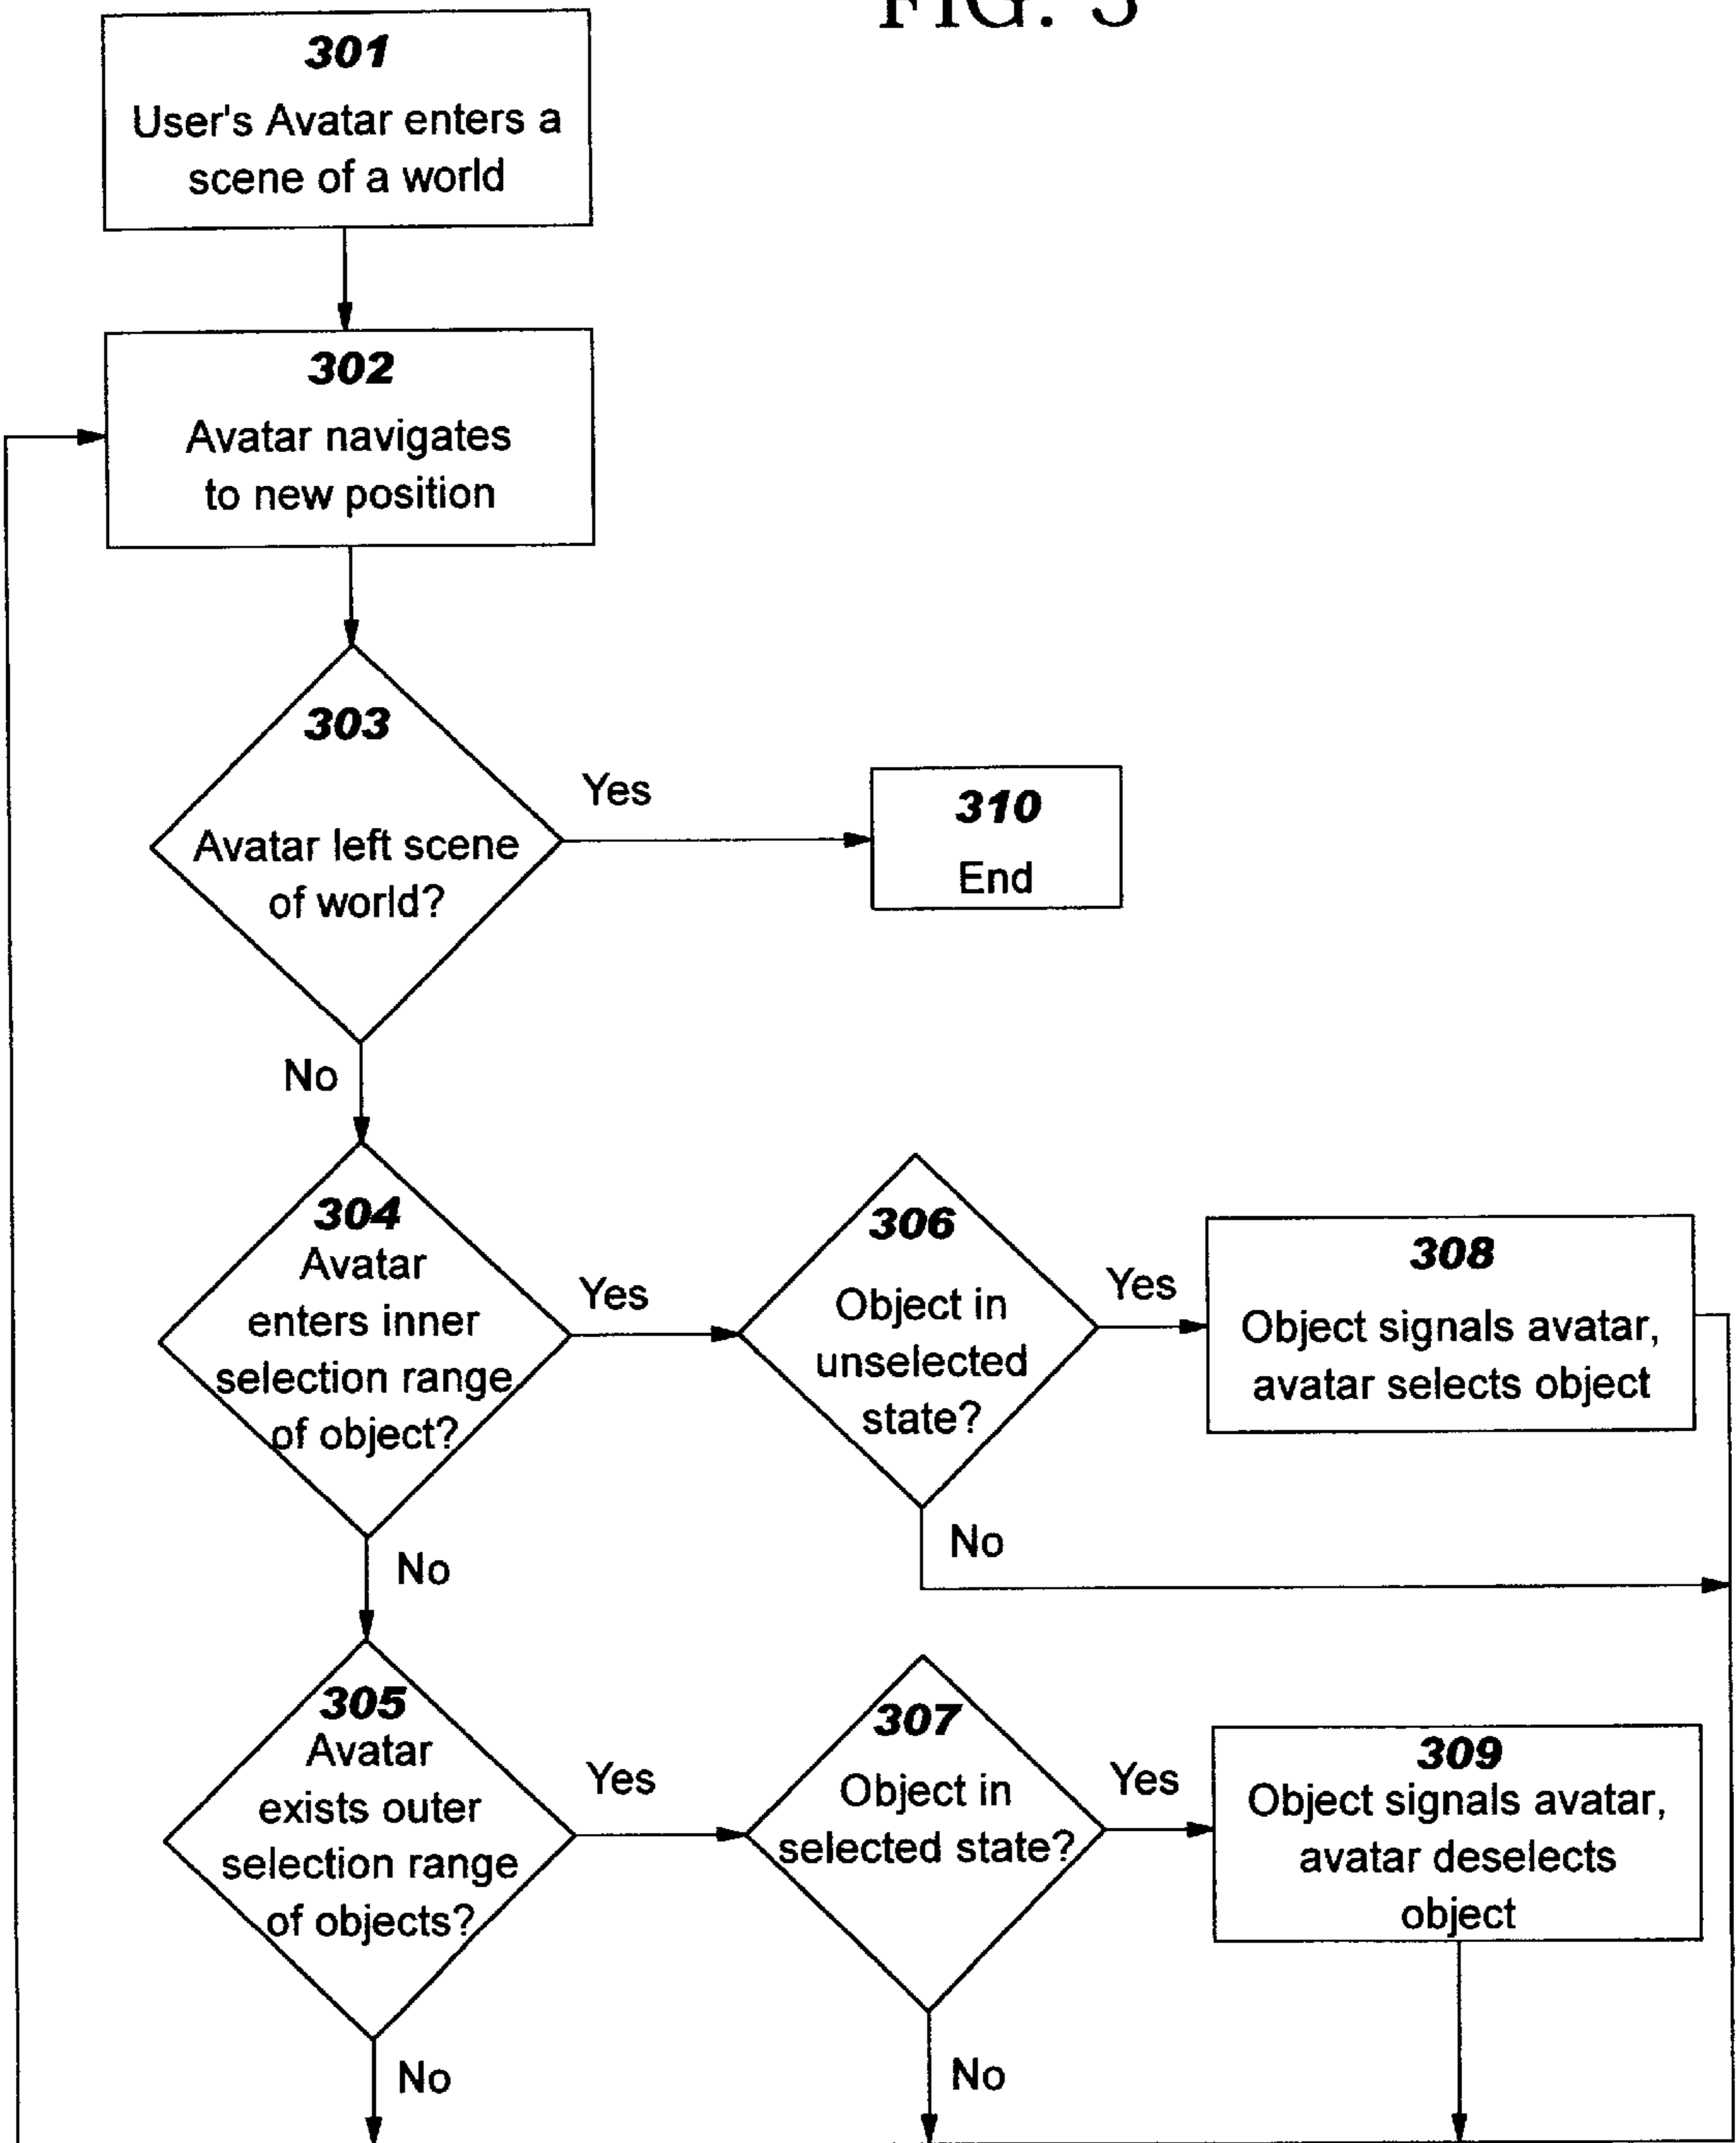 FIG. 3
301
User's Avatar enters a
scene of a world
302
Avatar navigates
to new position
303
Avatar left scene
of world?
Yes
310
End
No
304
Avatar
enters inner
selection range
of object?
Yes
306
Object in
unselected
state?
Yes
308
Object signals avatar,
avatar selects object
No
No
305
Avatar
exists outer
selection range
of objects?
Yes
307
Object in
selected state?
Yes
309
Object signals avatar,
avatar deselects
object
No
No